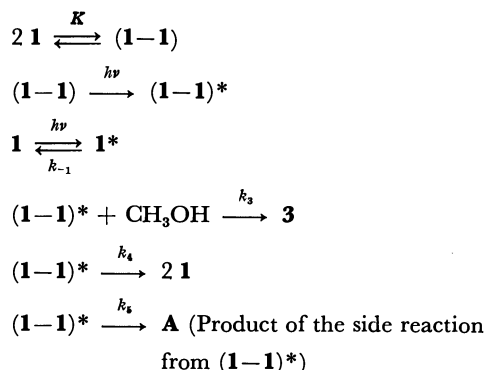 2 1 ⇌ (1−1) K
(1−1) —hν→ (1−1)*
1 ⇌ 1* hν k₋₁
(1−1)* + CH₃OH —k₃→ 3
(1−1)* —k₄→ 2 1
(1−1)* —k₅→ A (Product of the side reaction
from (1−1)*)